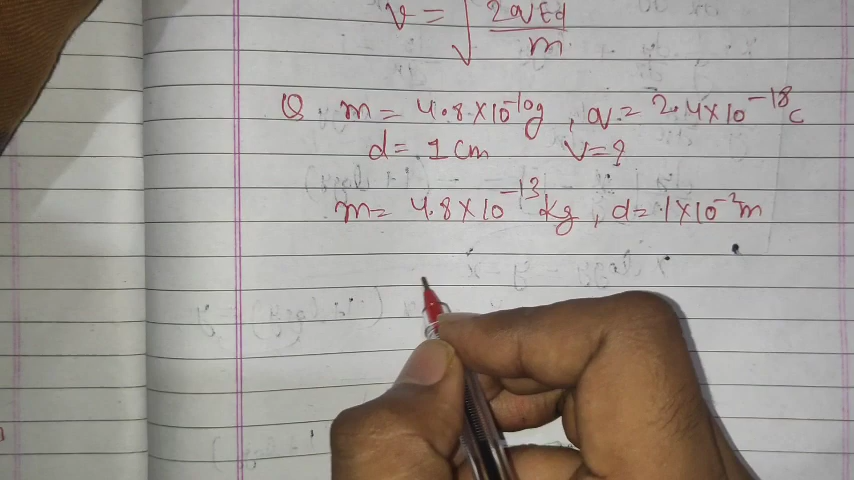 v = √2qEd/m
Q. m = 4.8×10⁻¹⁰g, q = 2.4×10⁻¹⁸c
d = 1cm V=?
m= 4.8×10⁻¹³kg, d= 1×10⁻²m